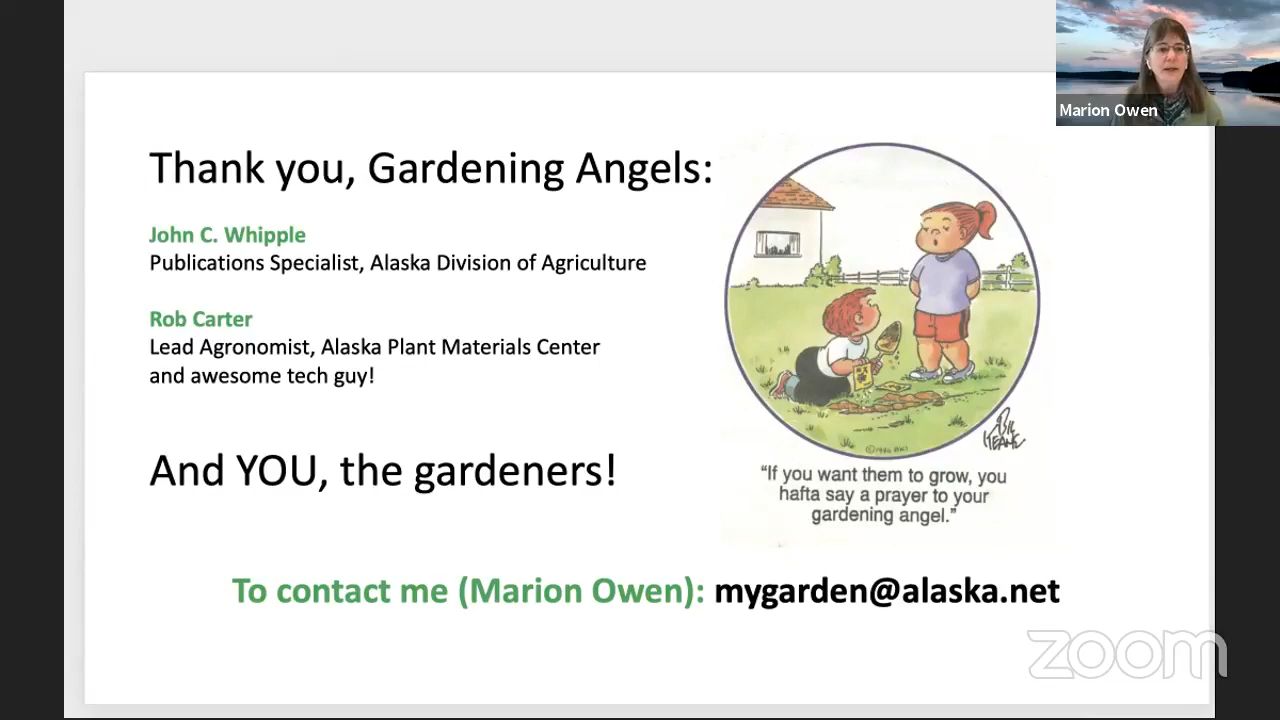 Marion Owen
Thank you, Gardening Angels:
John C. Whipple
Publications Specialist, Alaska Division of Agriculture
Rob Carter
Lead Agronomist, Alaska Plant Materials Center
and awesome tech guy!
And YOU, the gardeners!
BIL
KEANE
“If you want them to grow, you
hafta say a prayer to your
gardening angel.”
To contact me (Marion Owen): mygarden@alaska.net
zoom